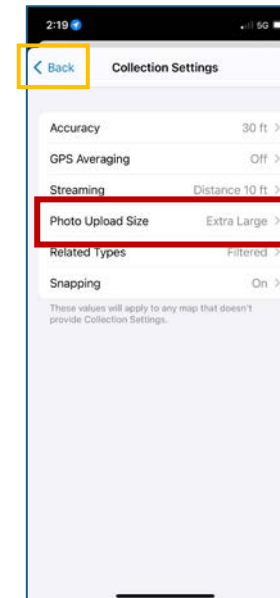 2:19
5G
Back Collection Settings
Accuracy 30 ft
GPS Averaging Off
Streaming Distance 10 ft
Photo Upload Size Extra Large
Related Types Filtered
Snapping On
These values will apply to any map that doesn't
provide Collection Settings.